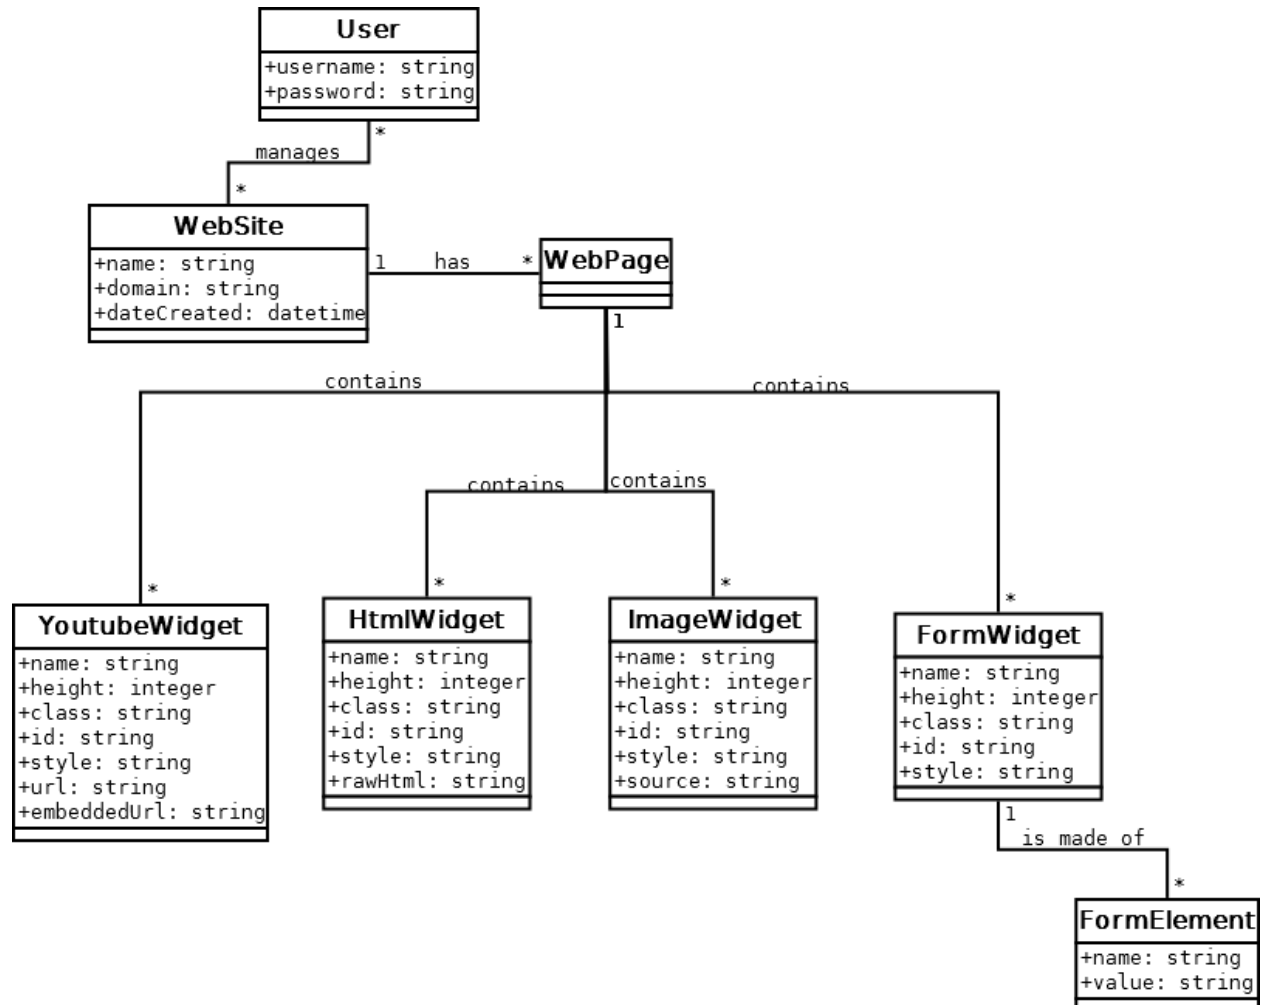 User
+username: string
+password: string
*
manages
*
WebSite
+name: string
+domain: string
+dateCreated: datetime
1 has *
WebPage
1
contains
contains
contains
contains
*
*
*
*
YoutubeWidget
+name: string
+height: integer
+class: string
+id: string
+style: string
+url: string
+embeddedUrl: string
HtmlWidget
+name: string
+height: integer
+class: string
+id: string
+style: string
+rawHtml: string
ImageWidget
+name: string
+height: integer
+class: string
+id: string
+style: string
+source: string
FormWidget
+name: string
+height: integer
+class: string
+id: string
+style: string
1
is made of
*
FormElement
+name: string
+value: string